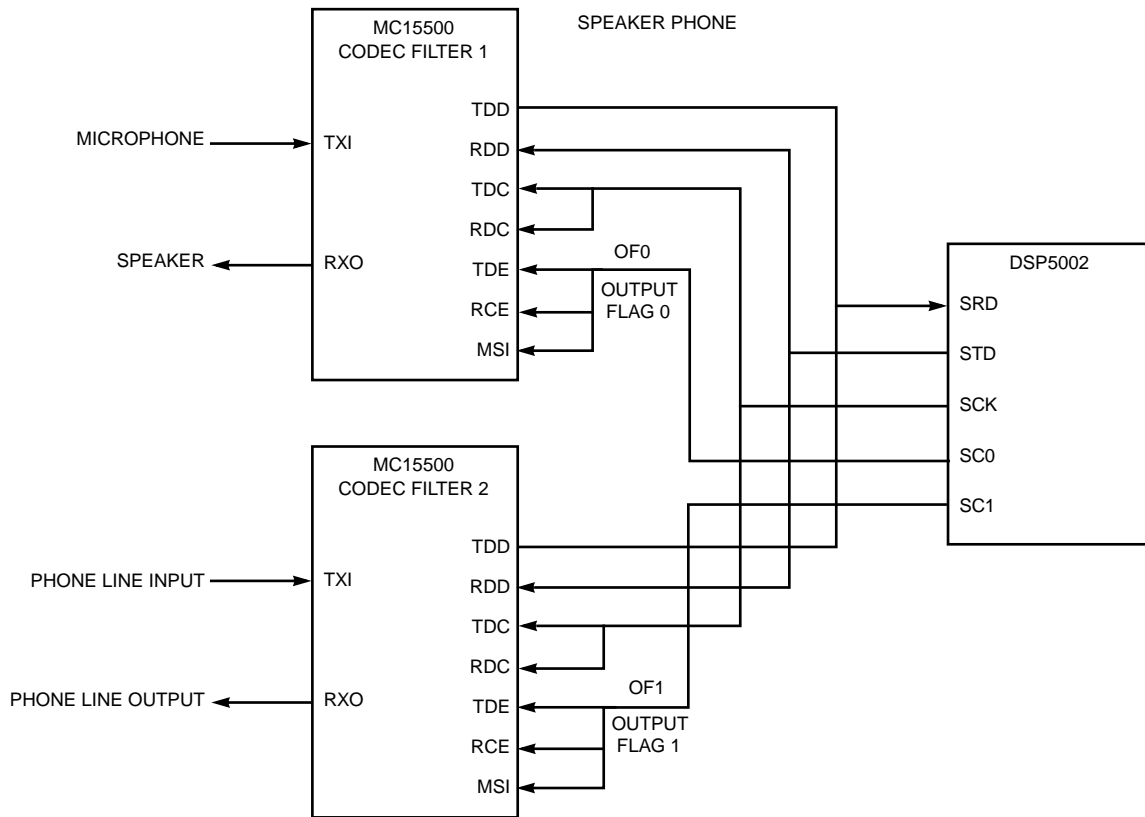 SPEAKER PHONE
MC15500
CODEC FILTER 1
TDD
MICROPHONE
TXI
RDD
TDC
RDC
OF0
SPEAKER
RXO
TDE
OUTPUT
FLAG 0
RCE
MSI
DSP5002
SRD
STD
SCK
SC0
SC1
MC15500
CODEC FILTER 2
TDD
PHONE LINE INPUT
TXI
RDD
TDC
RDC
OF1
PHONE LINE OUTPUT
RXO
TDE
OUTPUT
FLAG 1
RCE
MSI